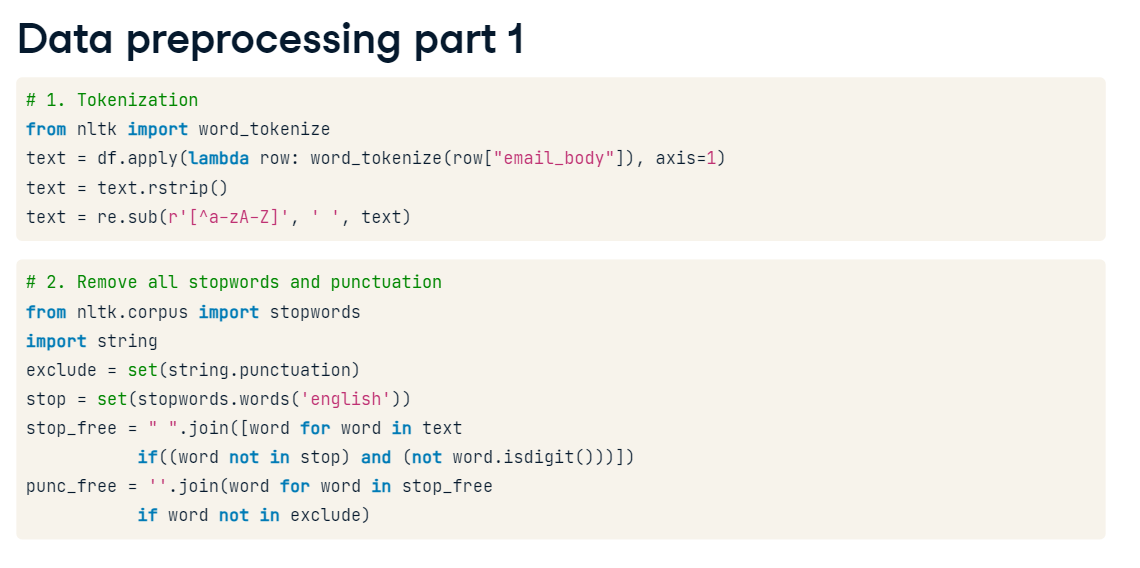 Data preprocessing part 1
# 1. Tokenization
from nltk import word_tokenize
text = df.apply(lambda row: word_tokenize(row["email_body"]), axis=1)
text = text.rstrip()
text = re.sub(r'[^a-zA-Z]', ' ', text)
# 2. Remove all stopwords and punctuation
from nltk.corpus import stopwords
import string
exclude = set(string.punctuation)
stop = set(stopwords.words('english'))
stop_free = " ".join([word for word in text
           if((word not in stop) and (not word.isdigit()))])
punc_free = ''.join(word for word in stop_free
           if word not in exclude)